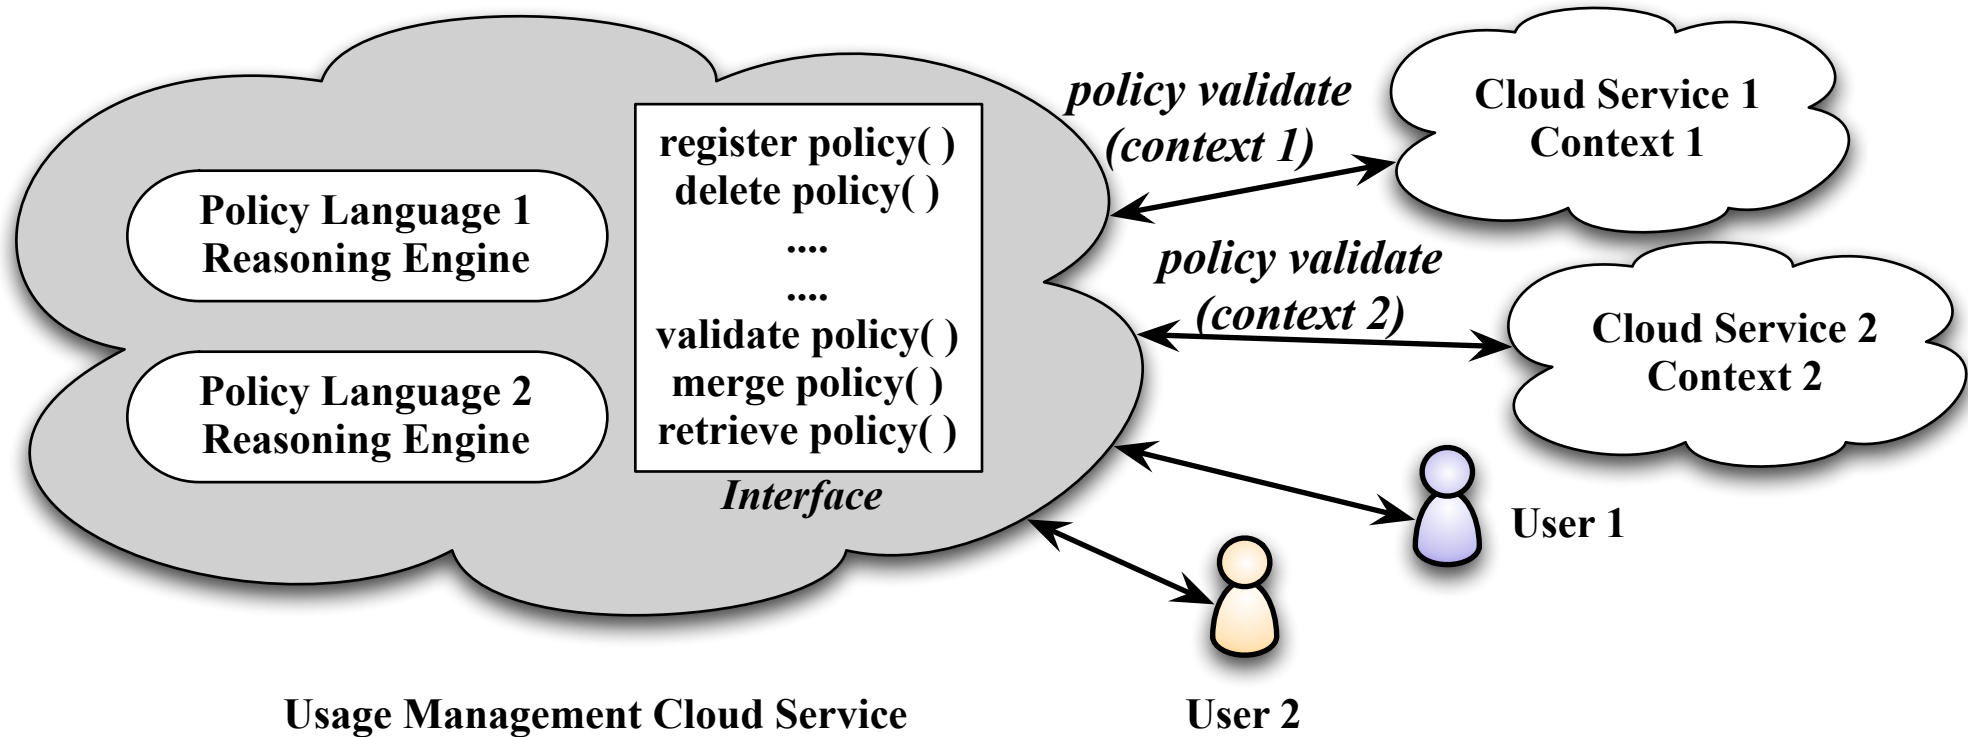 Policy Language 1
Reasoning Engine
Policy Language 2
Reasoning Engine
register policy( )
delete policy( )
....
....
validate policy( )
merge policy( )
retrieve policy( )
Interface
policy validate
(context 1)
Cloud Service 1
Context 1
policy validate
(context 2)
Cloud Service 2
Context 2
User 1
User 2
Usage Management Cloud Service